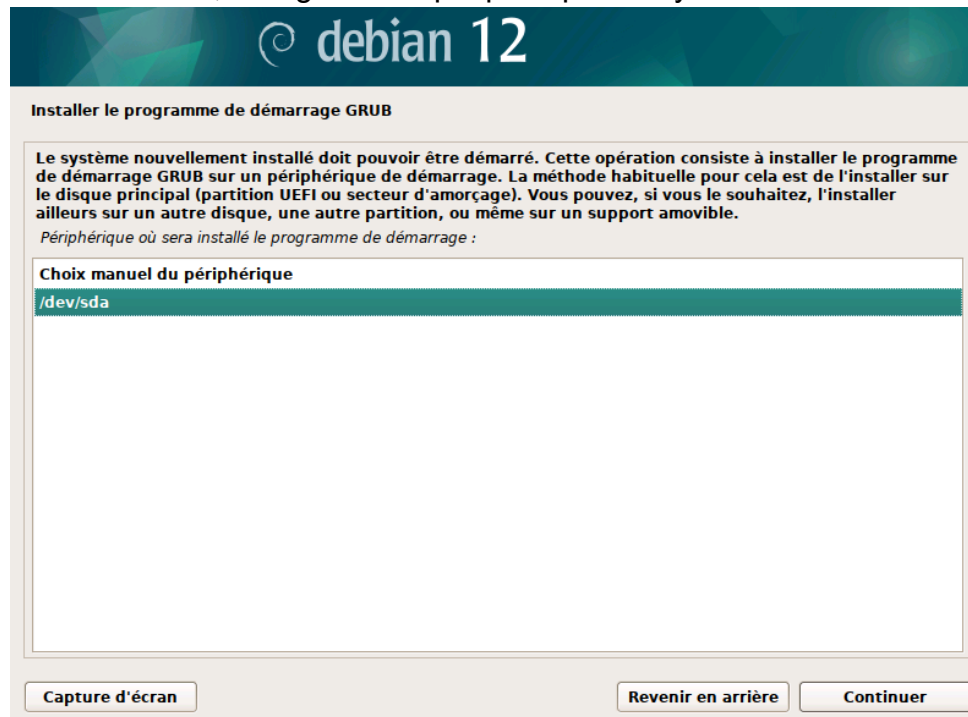 debian 12
Installer le programme de démarrage GRUB
Le système nouvellement installé doit pouvoir être démarré. Cette opération consiste à installer le programme
de démarrage GRUB sur un périphérique de démarrage. La méthode habituelle pour cela est de l'installer sur
le disque principal (partition UEFI ou secteur d'amorçage). Vous pouvez, si vous le souhaitez, l'installer
ailleurs sur un autre disque, une autre partition, ou même sur un support amovible.
Périphérique où sera installé le programme de démarrage :
Choix manuel du périphérique
/dev/sda
Capture d'écran
Revenir en arrière
Continuer